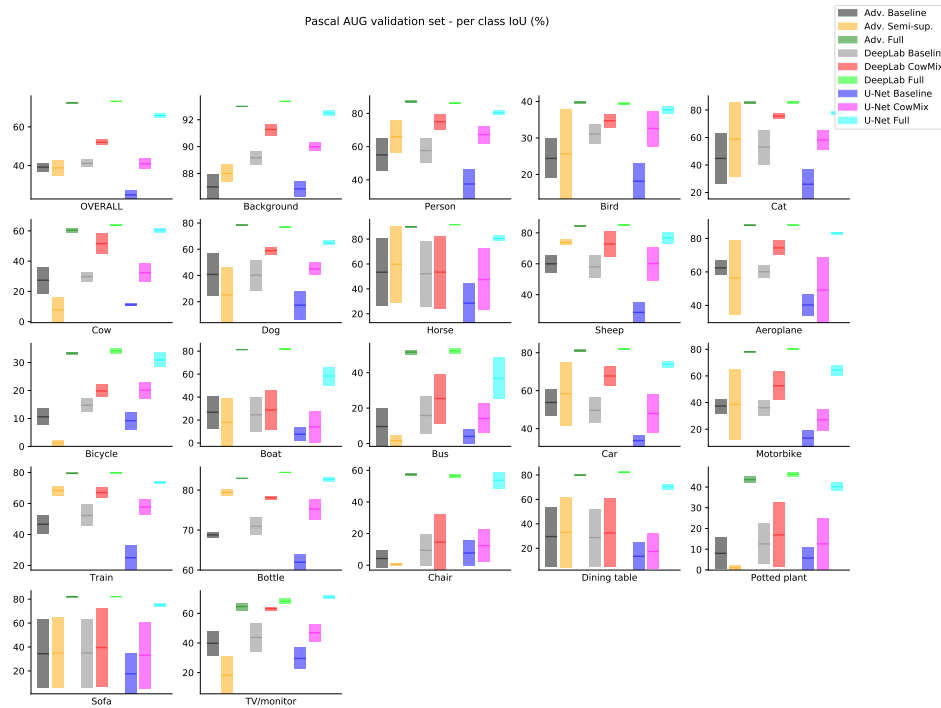 Pascal AUG validation set - per class IoU (%)
Adv. Baseline
Adv. Semi-sup.
Adv. Full
DeepLab Baselin
DeepLab CowMix
DeepLab Full
U-Net Baseline
U-Net CowMix
U-Net Full
60
40
OVERALL
92
90
88
Background
80
60
40
Person
40
30
20
Bird
80
60
40
20
Cat
60
40
20
0
Cow
80
60
40
20
0
Dog
80
60
40
20
Horse
80
60
40
Sheep
80
60
40
Aeroplane
30
20
10
0
Bicycle
80
60
40
20
0
Boat
40
20
0
Bus
80
60
40
Car
80
60
40
20
Motorbike
80
60
40
20
Train
80
70
60
Bottle
60
40
20
0
Chair
80
60
40
20
Dining table
40
20
0
Potted plant
80
60
40
20
Sofa
80
60
40
20
TV/monitor